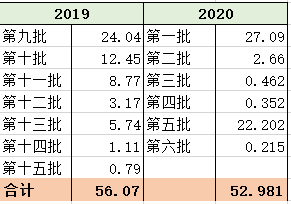 2019 2020
第九批 24.04 第一批 27.09
第十批 12.45 第二批 2.66
第十一批 8.77 第三批 0.462
第十二批 3.17 第四批 0.352
第十三批 5.74 第五批 22.202
第十四批 1.11 第六批 0.215
第十五批 0.79
合计 56.07 52.981